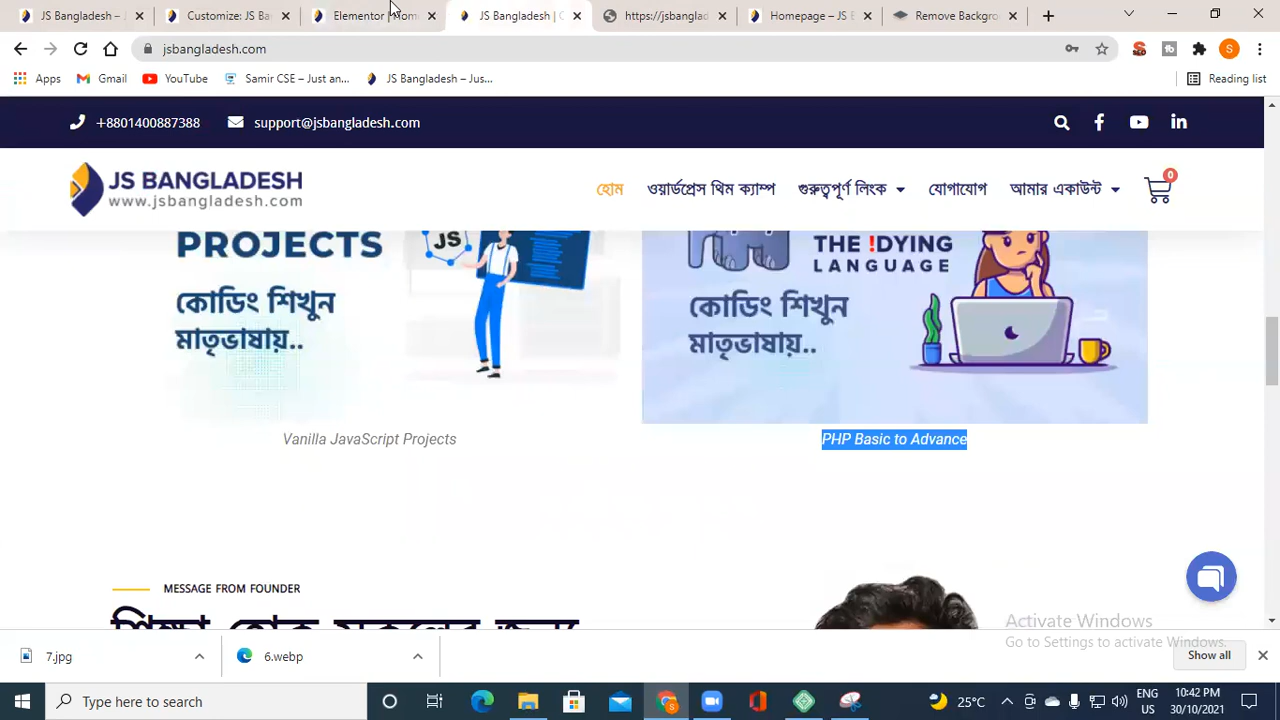 JS Bangladesh –
Customize: JS Ba
Elementor | Hom
JS Bangladesh | C
https://jsbanglad
Homepage – JS B
Remove Backgro
jsbangladesh.com
Apps
Gmail
YouTube
Samir CSE – Just an...
JS Bangladesh – Jus...
Reading list
+8801400887388
support@jsbangladesh.com
JS BANGLADESH
www.jsbangladesh.com
হোম
ওয়ার্ডপ্রেস থিম ক্যাম্প
গুরুত্বপূর্ণ লিংক
যোগাযোগ
আমার একাউন্ট
0
PROJECTS
JS
কোডিং শিখুন
মাতৃভাষায়..
THE !DYING
LANGUAGE
কোডিং শিখুন
মাতৃভাষায়..
Vanilla JavaScript Projects
PHP Basic to Advance
MESSAGE FROM FOUNDER
শিক্ষা হোক সকলের জন্য
Activate Windows
Go to Settings to activate Windows.
7.jpg
6.webp
Show all
Type here to search
25°C
ENG
US
10:42 PM
30/10/2021